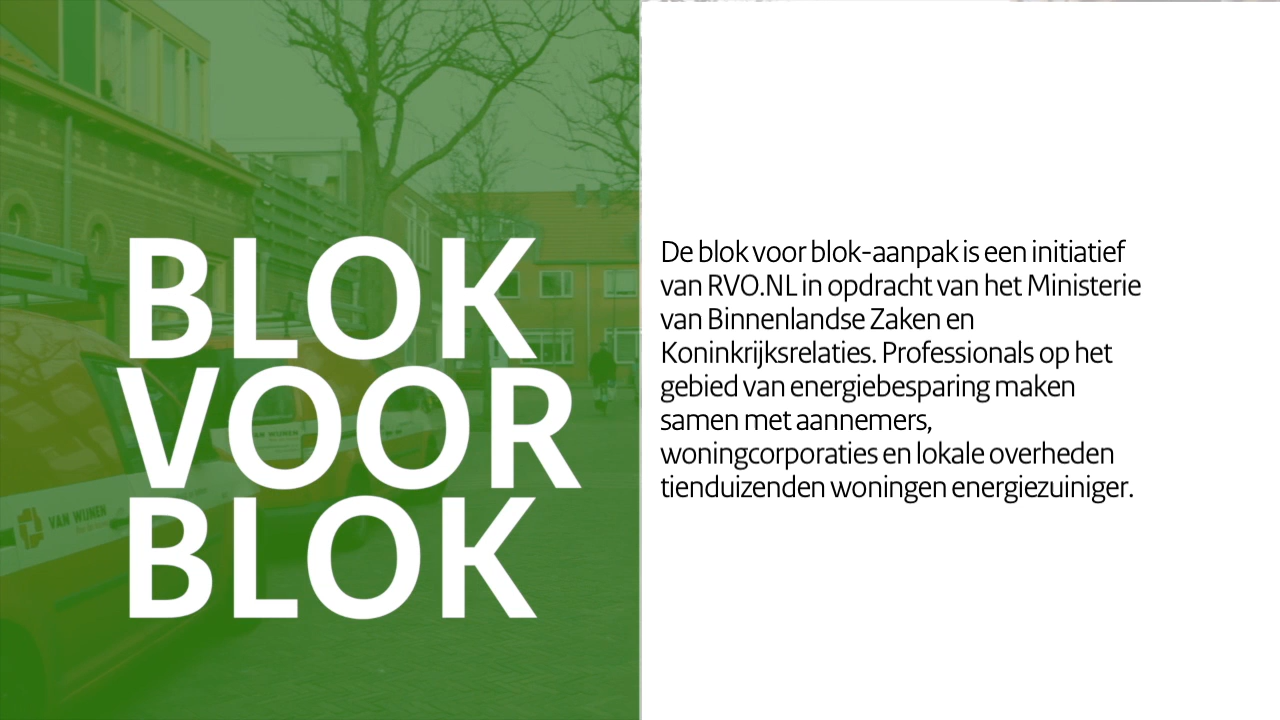 BLOK
VOOR
BLOK
VAN WIJNEN
VAN WIJNEN
De blok voor blok-aanpak is een initiatief
van RVO.NL in opdracht van het Ministerie
van Binnenlandse Zaken en
Koninkrijksrelaties. Professionals op het
gebied van energiebesparing maken
samen met aannemers,
woningcorporaties en lokale overheden
tienduizenden woningen energiezuiniger.